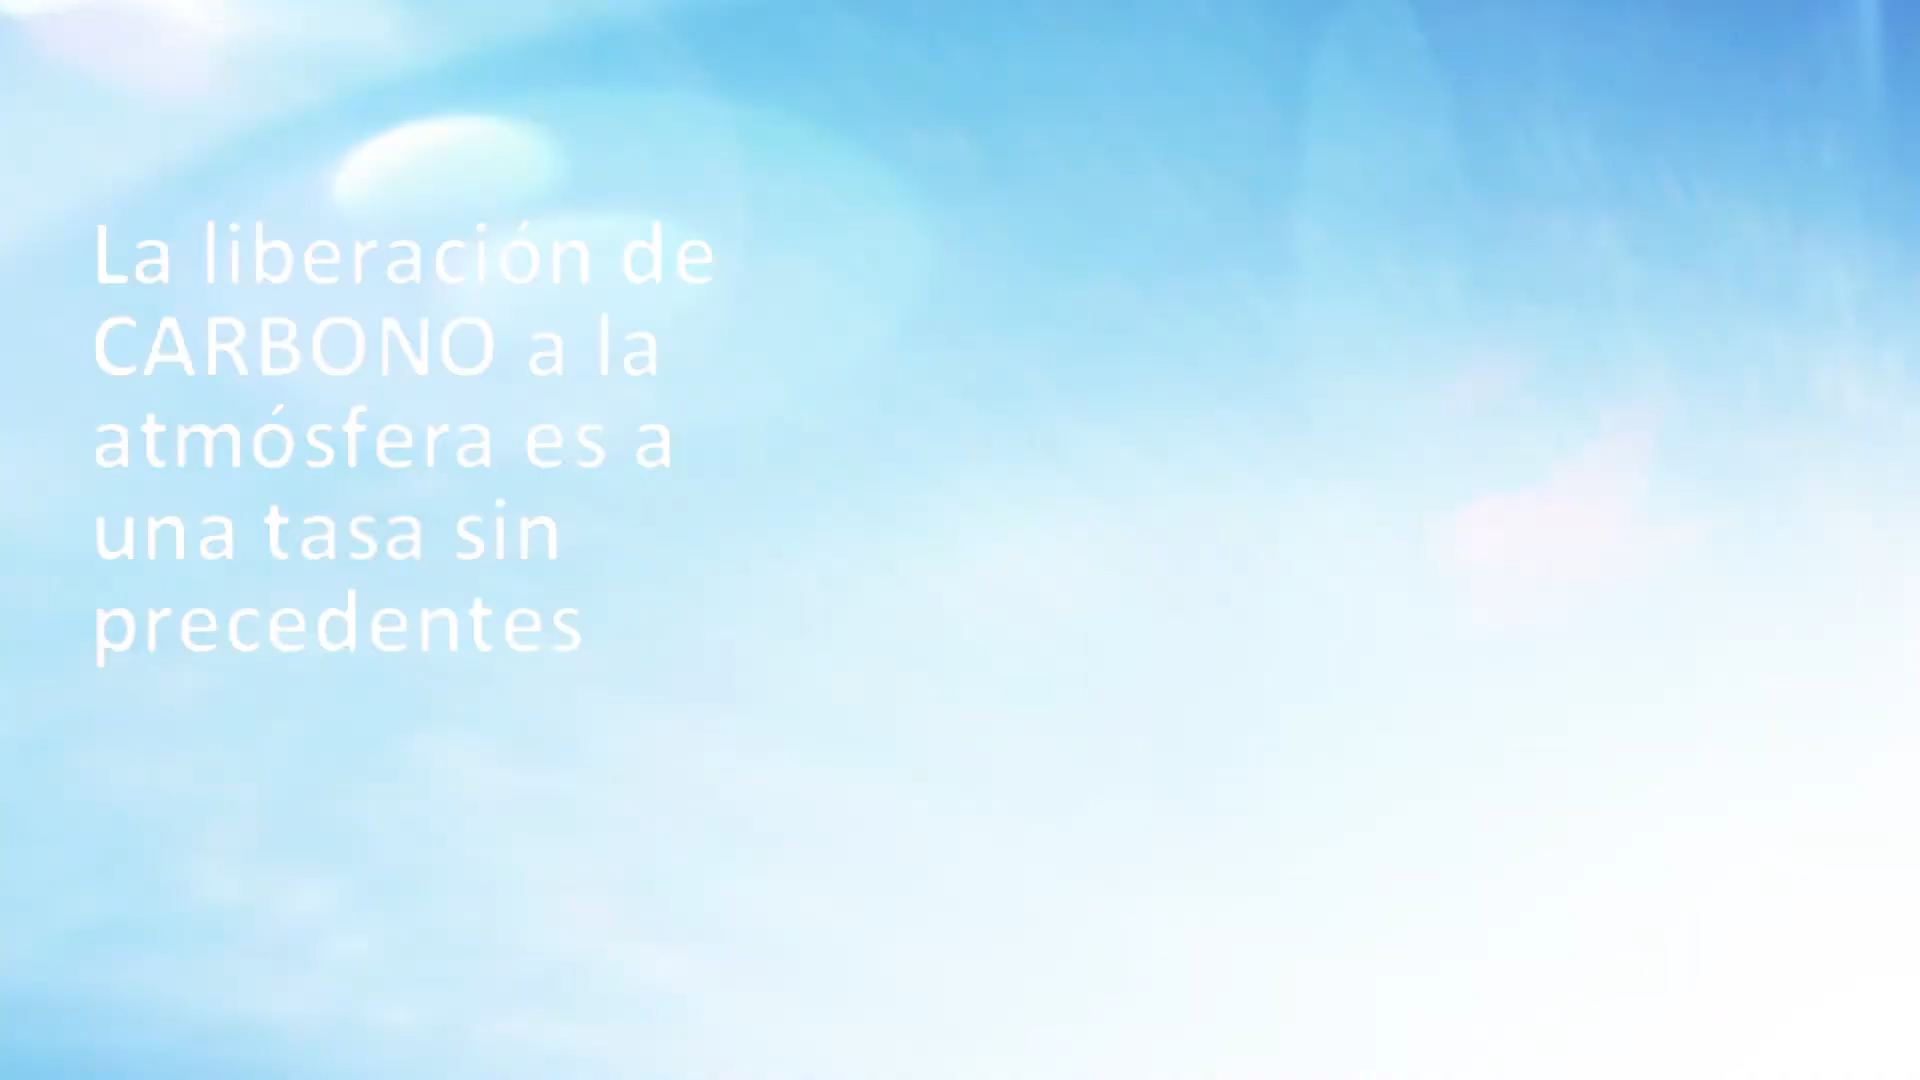 La liberación de
CARBONO a la
atmósfera es a
una tasa sin
precedentes